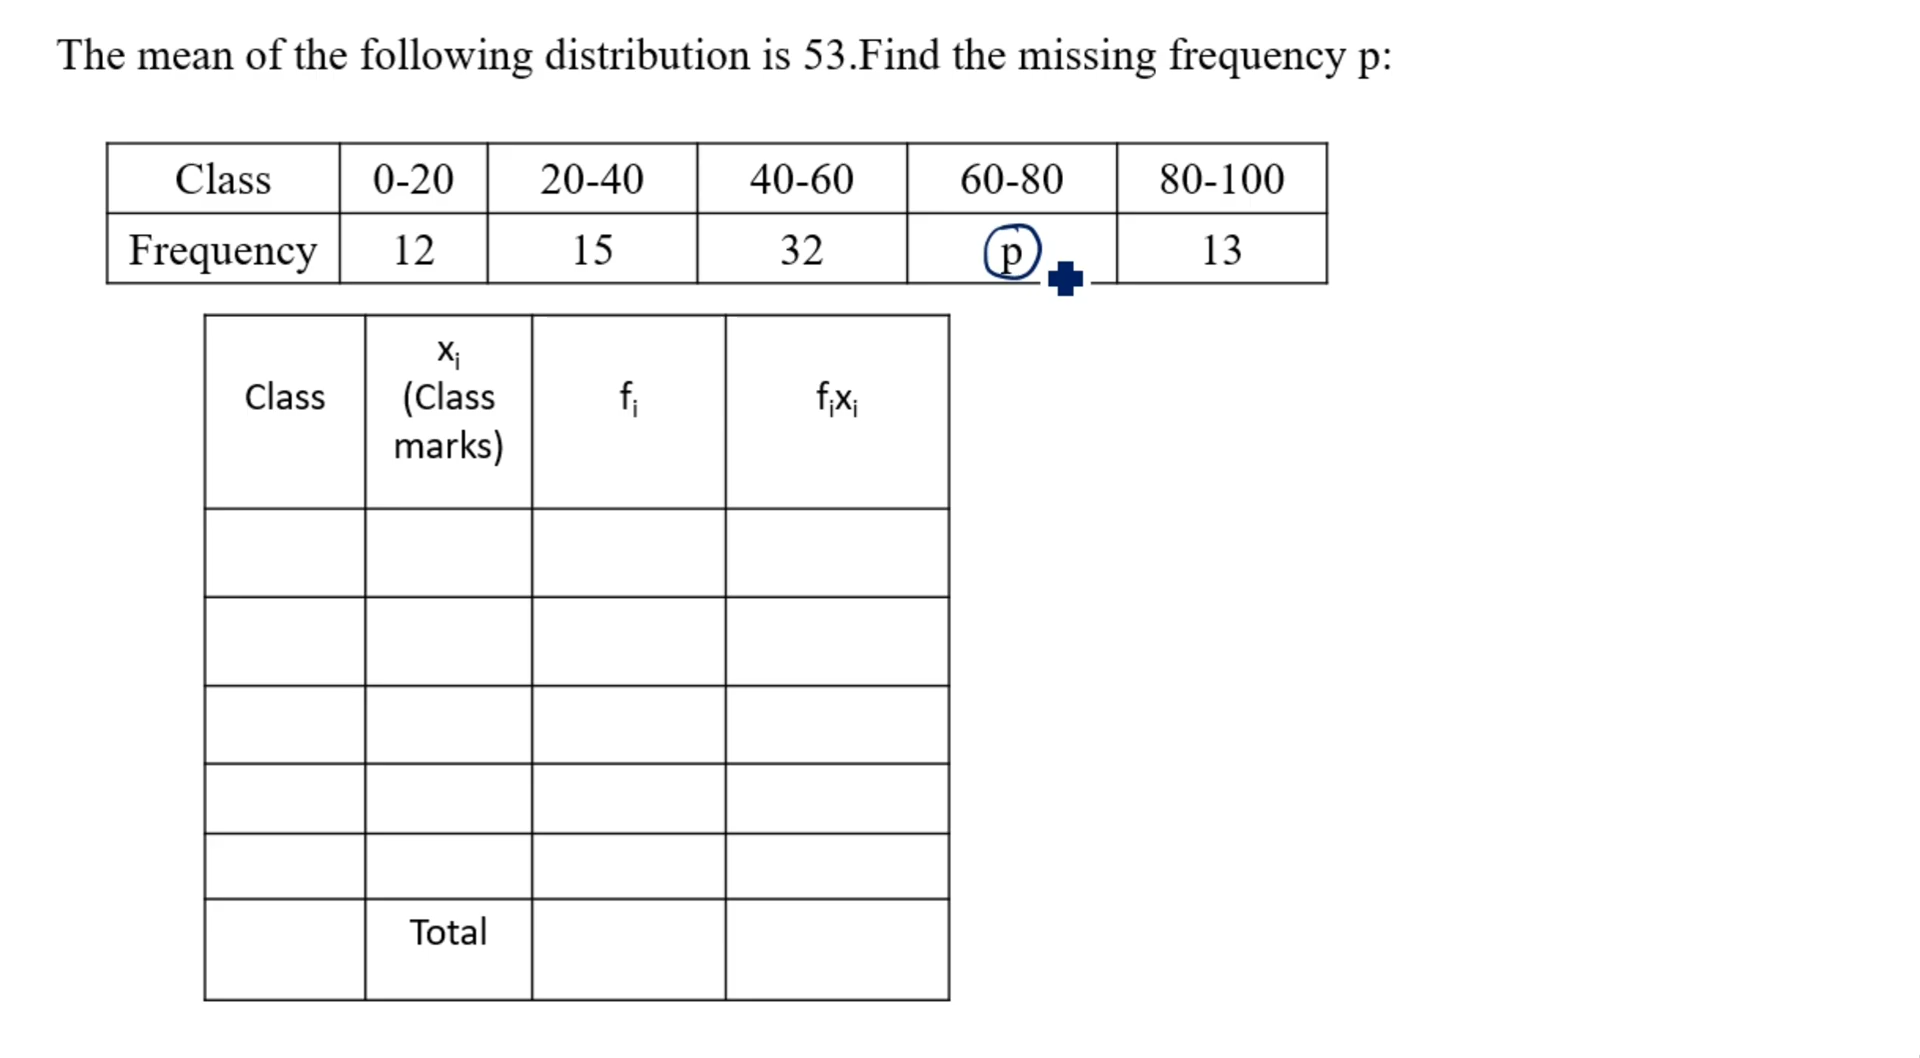 The mean of the following distribution is 53.Find the missing frequency p:
Class 0-20 20-40 40-60 60-80 80-100
Frequency 12 15 32 p 13
Class xᵢ (Class marks) fᵢ fᵢxᵢ
Total